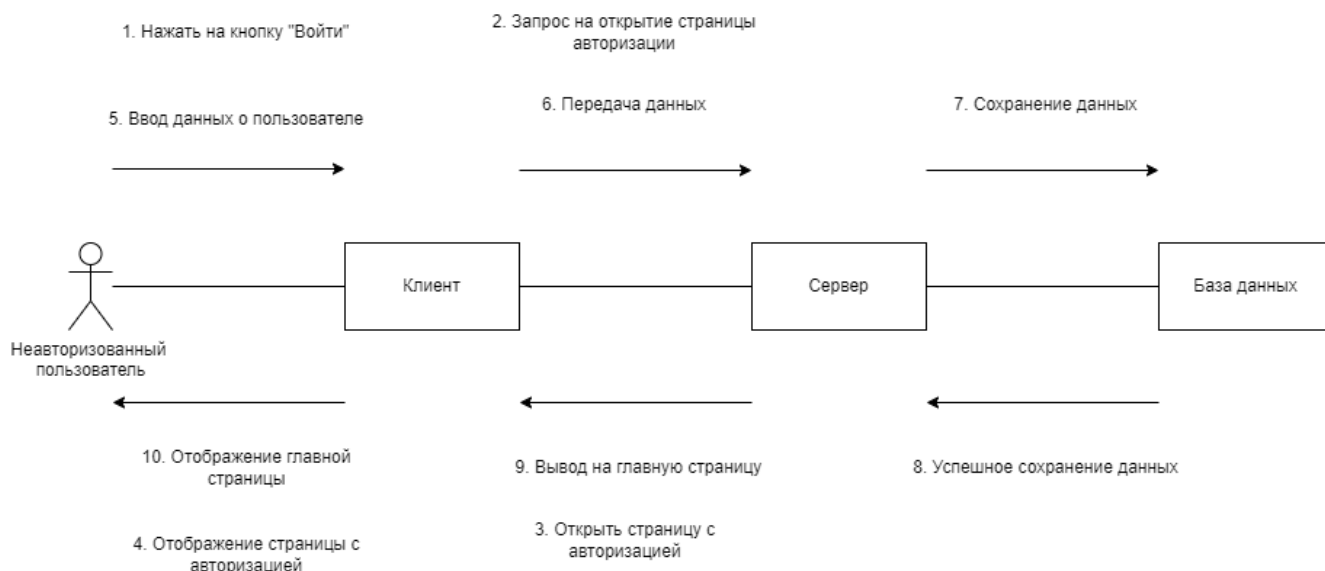 1. Нажать на кнопку "Войти"
2. Запрос на открытие страницы
авторизации
5. Ввод данных о пользователе
6. Передача данных
7. Сохранение данных
Клиент
Сервер
База данных
Неавторизованный
пользователь
10. Отображение главной
страницы
9. Вывод на главную страницу
8. Успешное сохранение данных
4. Отображение страницы с
авторизацией
3. Открыть страницу с
авторизацией